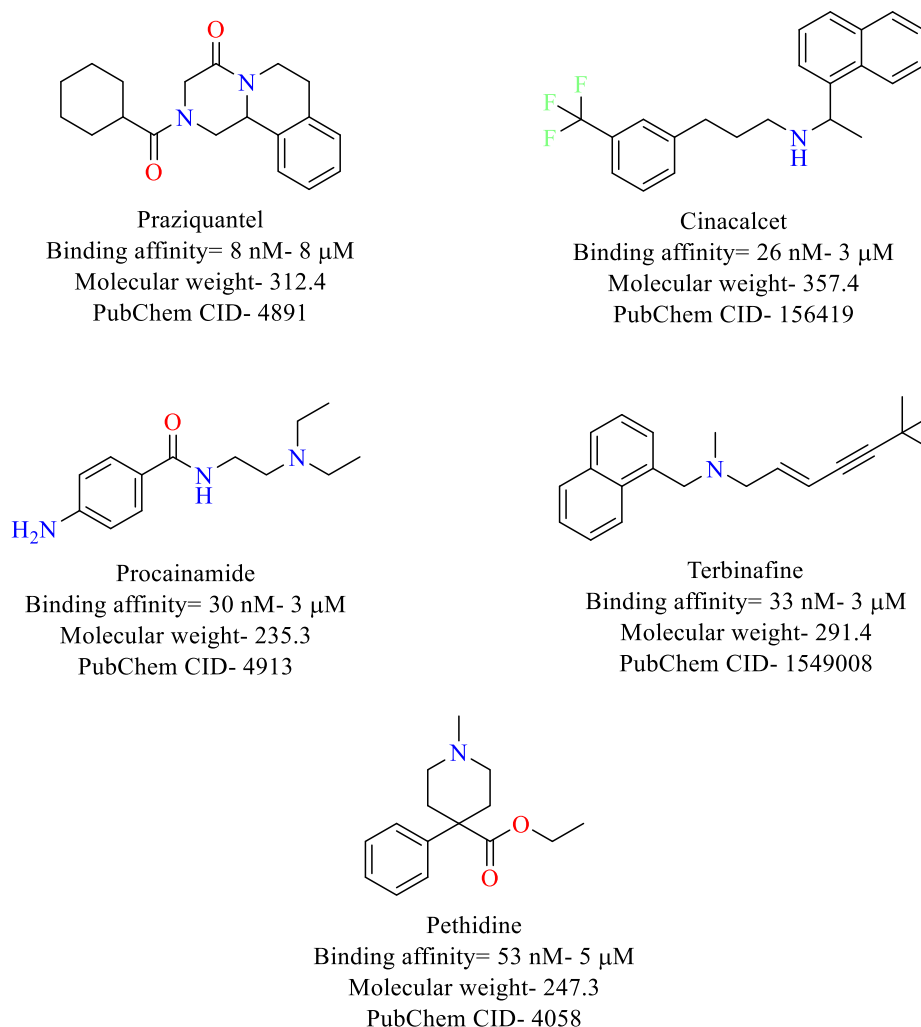 O
N
N
O
Praziquantel
Binding affinity= 8 nM- 8 μM
Molecular weight- 312.4
PubChem CID- 4891
F
F
F
N
H
Cinacalcet
Binding affinity= 26 nM- 3 μM
Molecular weight- 357.4
PubChem CID- 156419
O
N
H
N
H2N
Procainamide
Binding affinity= 30 nM- 3 μM
Molecular weight- 235.3
PubChem CID- 4913
N
Terbinafine
Binding affinity= 33 nM- 3 μM
Molecular weight- 291.4
PubChem CID- 1549008
N
O
O
Pethidine
Binding affinity= 53 nM- 5 μM
Molecular weight- 247.3
PubChem CID- 4058